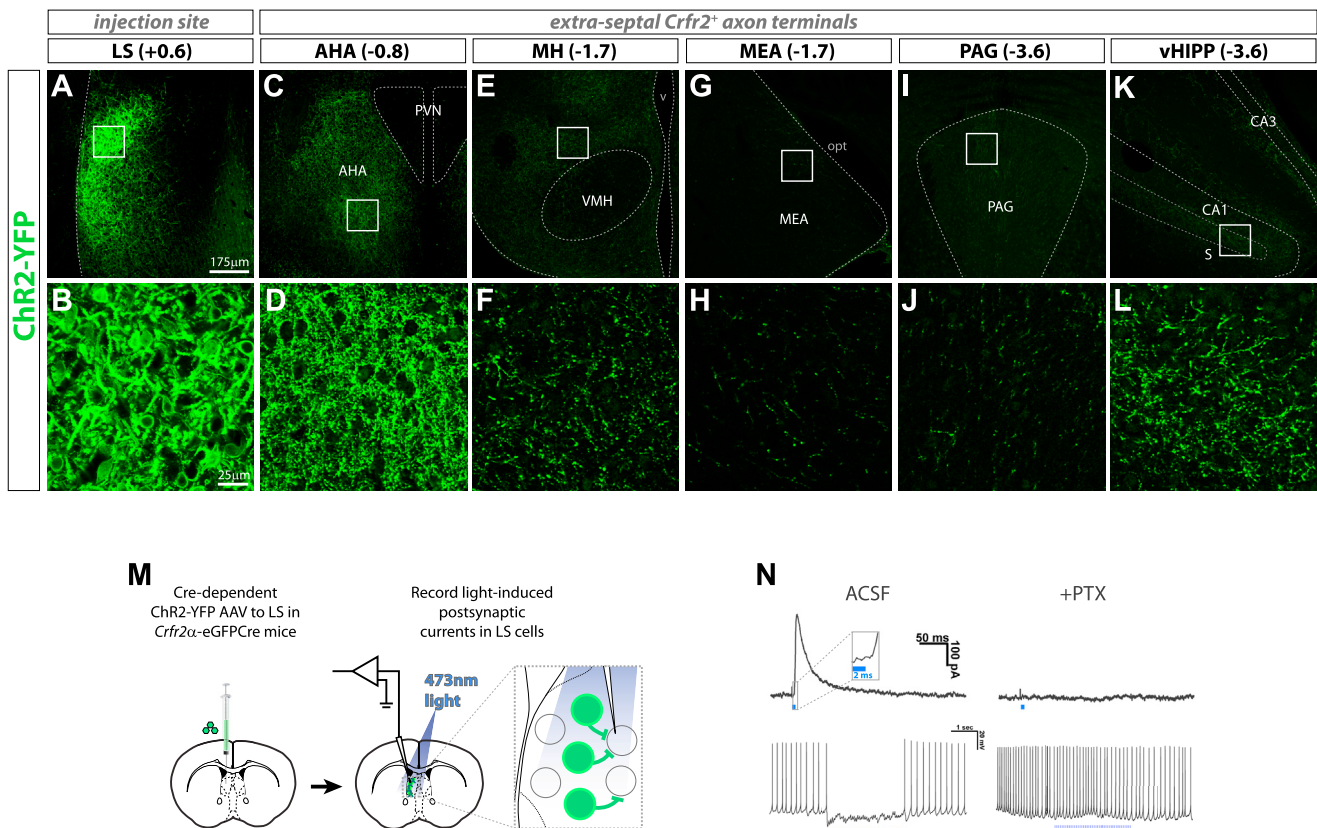 injection site
extra-septal Crfr2+ axon terminals
LS (+0.6)
AHA (-0.8)
MH (-1.7)
MEA (-1.7)
PAG (-3.6)
vHIPP (-3.6)
ChR2-YFP
A
175μm
C
PVN
AHA
E
v
VMH
G
opt
MEA
I
PAG
K
CA3
CA1
S
B
25μm
D
F
H
J
L
M
Cre-dependent
ChR2-YFP AAV to LS in
Crfr2α-eGFPCre mice
Record light-induced
postsynaptic
currents in LS cells
473nm
light
N
ACSF
+PTX
2 ms
50 ms
100 pA
1 sec
20 mV